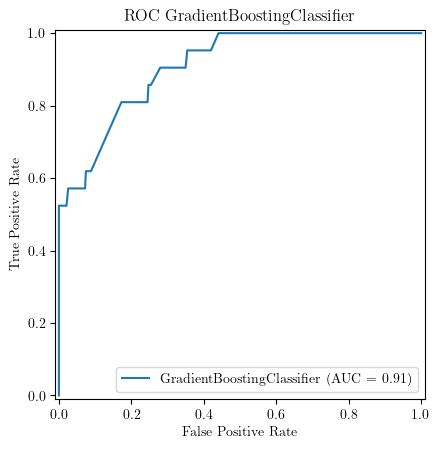 ROC GradientBoostingClassifier
True Positive Rate
1.0
0.8
0.6
0.4
0.2
0.0
GradientBoostingClassifier (AUC = 0.91)
0.0 0.2 0.4 0.6 0.8 1.0
False Positive Rate